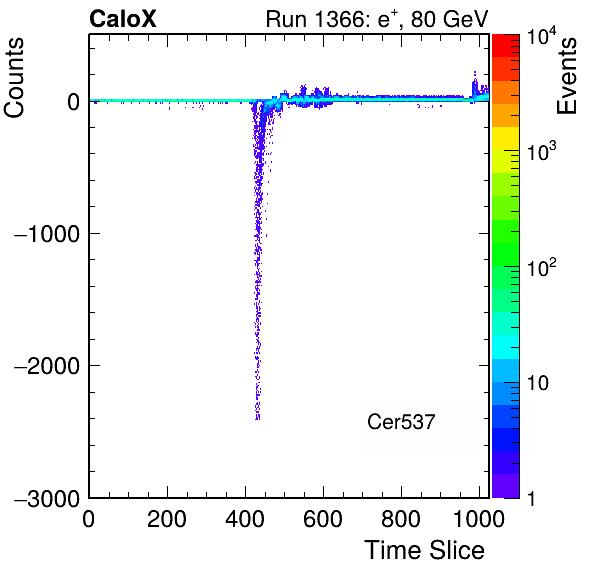 CaloX Run 1366: e⁺, 80 GeV
Counts
Events
0
−1000
−2000
−3000
0 200 400 600 800 1000
Time Slice
Cer537
10⁴
10³
10²
10
1